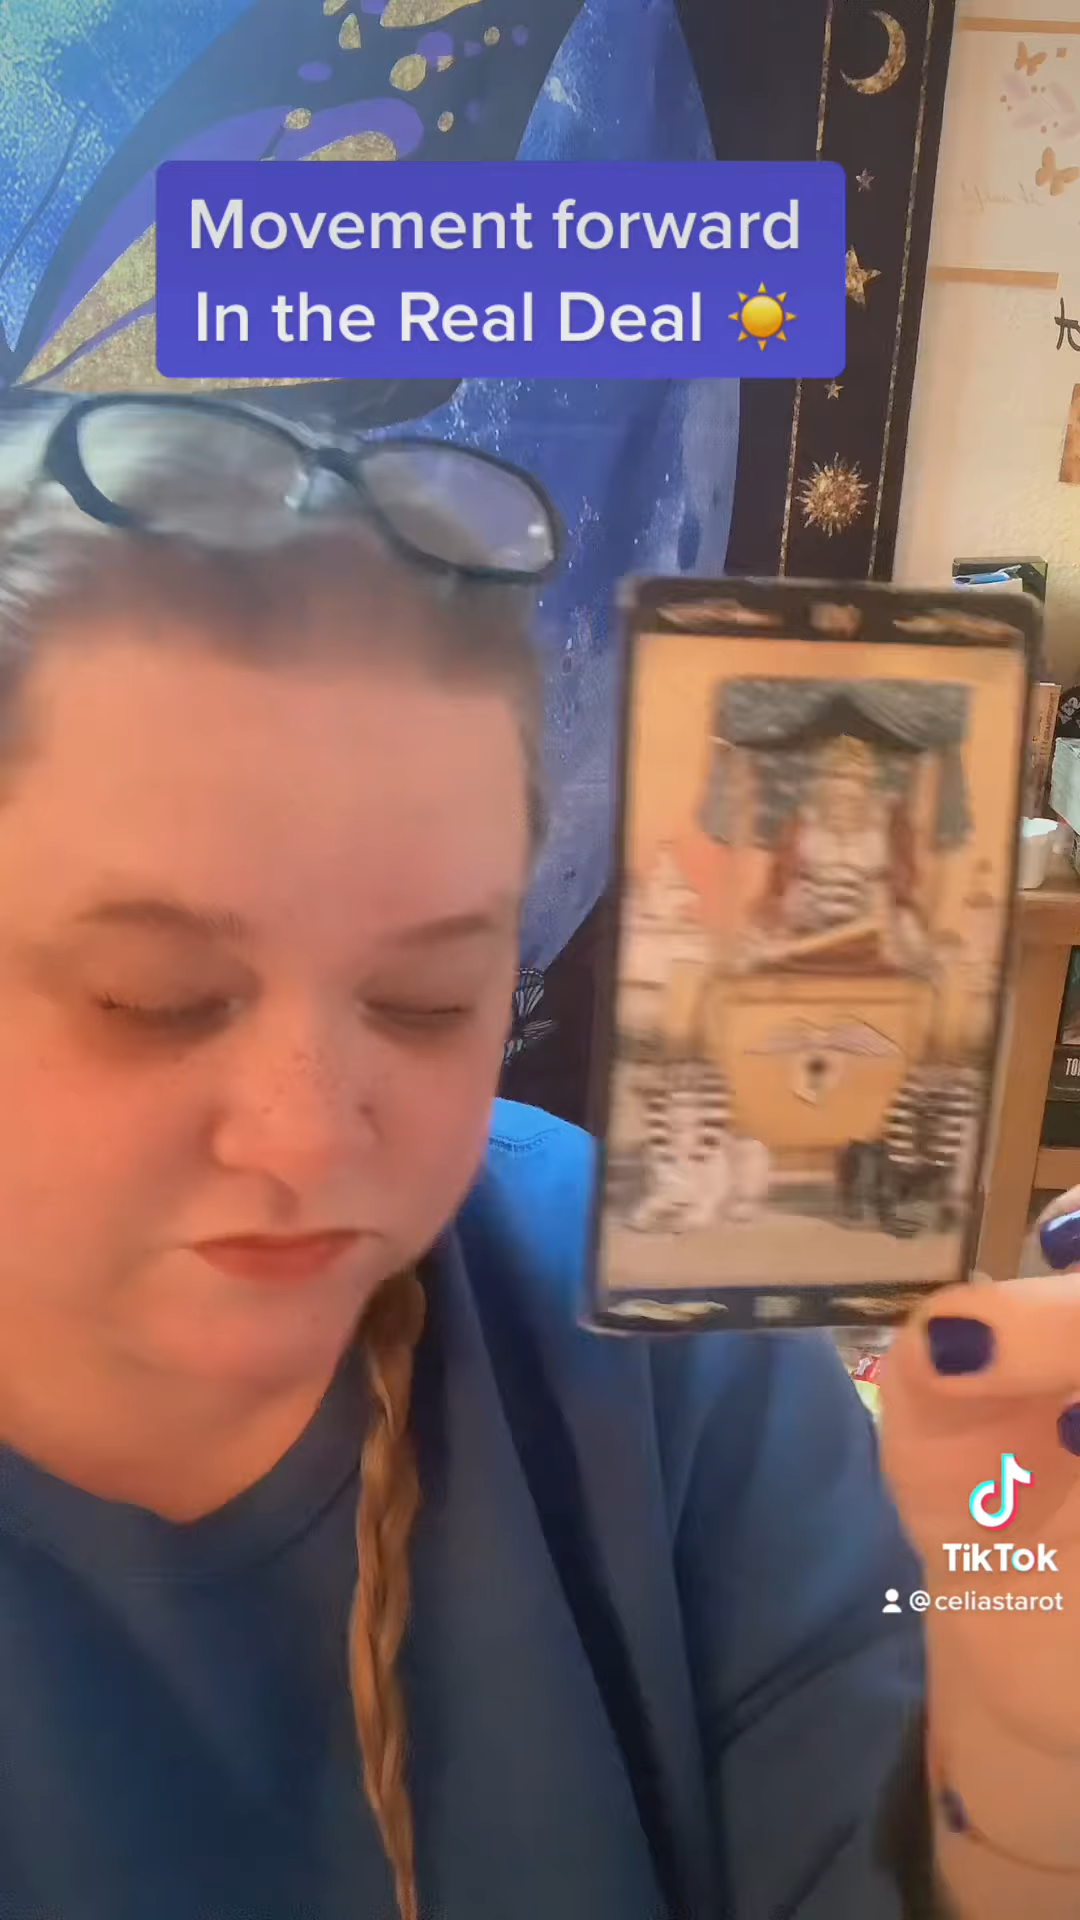 Movement forward
In the Real Deal ☀️
TikTok
@celiastarot